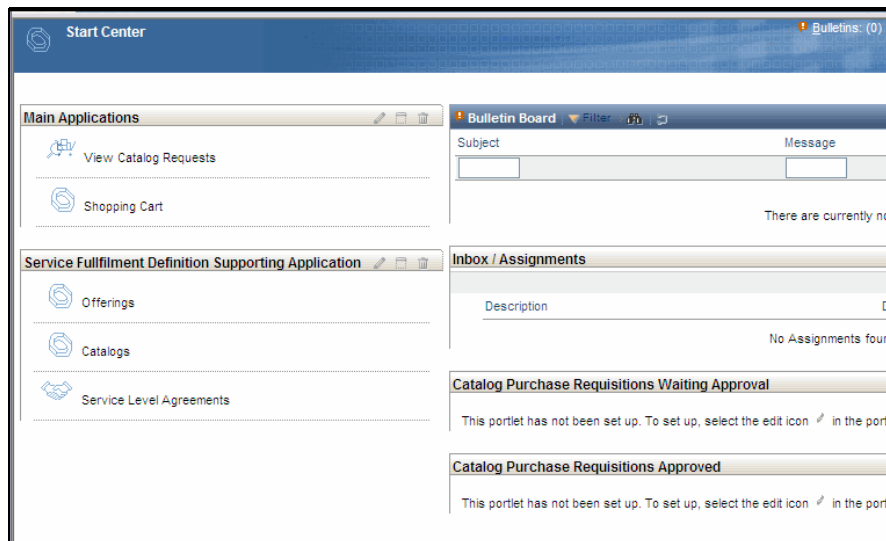 Start Center
Bulletins: (0)
Main Applications
View Catalog Requests
Shopping Cart
Service Fullfilment Definition Supporting Application
Offerings
Catalogs
Service Level Agreements
Bulletin Board Filter
Subject Message
There are currently no
Inbox / Assignments
Description D
No Assignments four
Catalog Purchase Requisitions Waiting Approval
This portlet has not been set up. To set up, select the edit icon in the port
Catalog Purchase Requisitions Approved
This portlet has not been set up. To set up, select the edit icon in the port